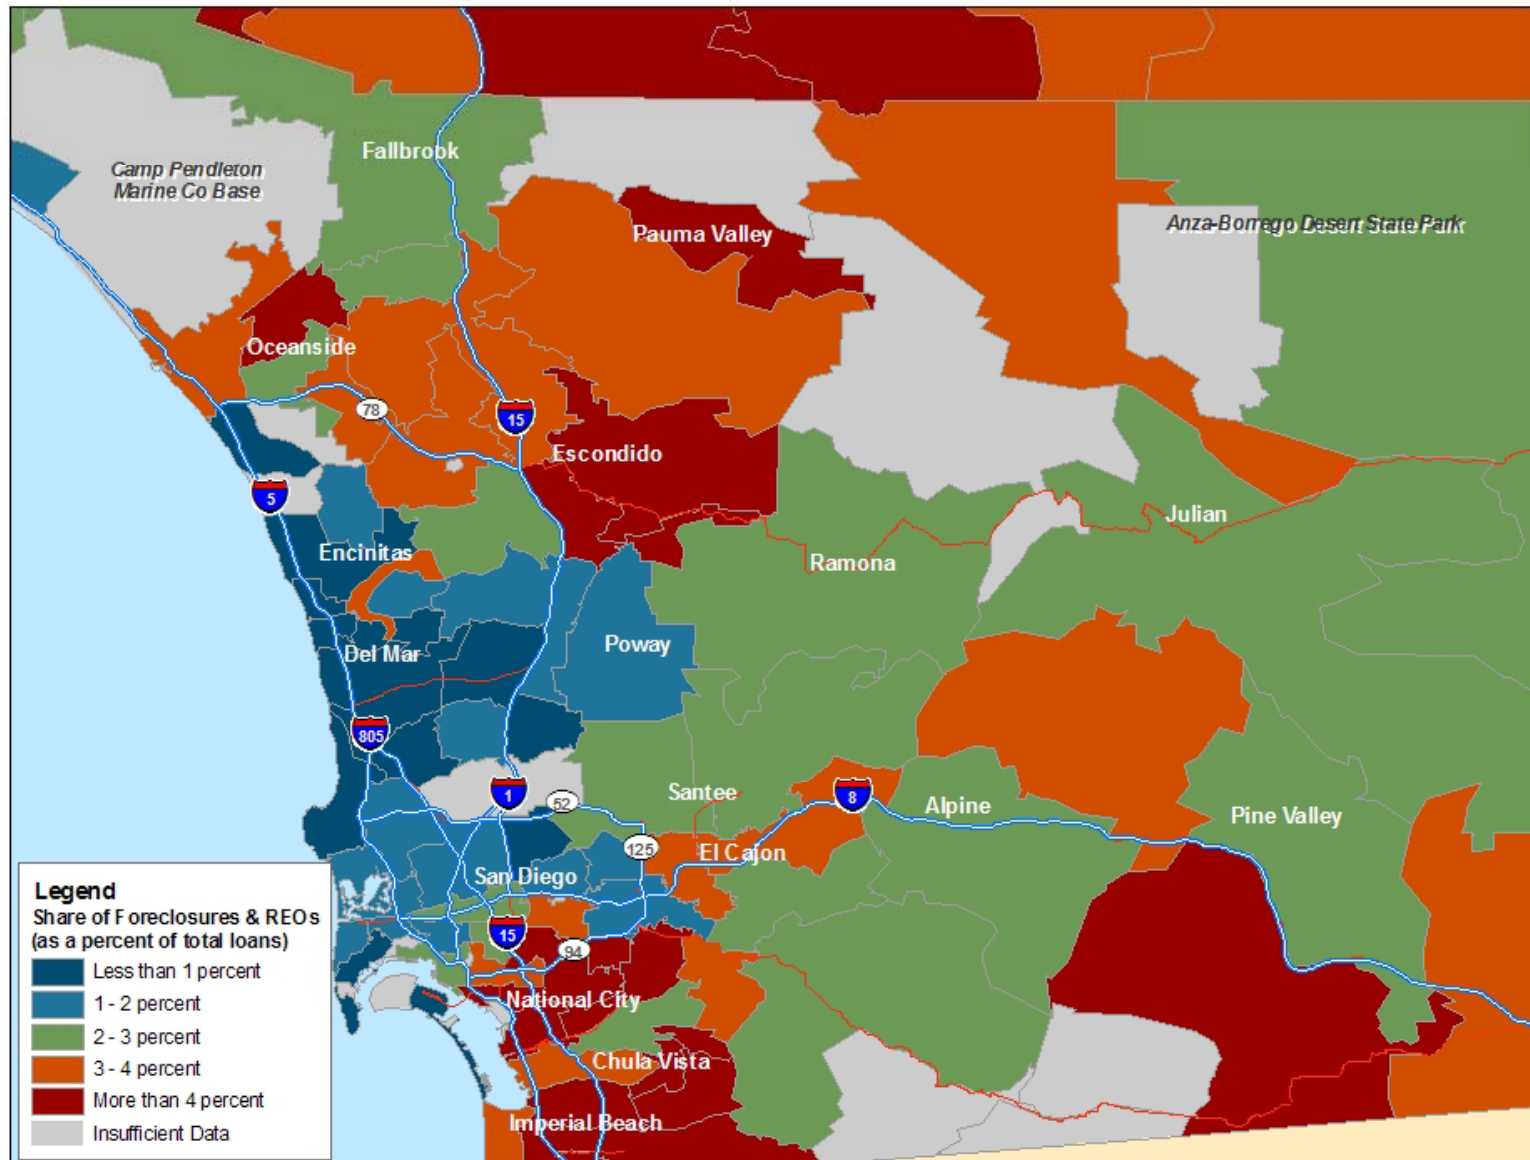 Camp Pendleton
Marine Co Base
Fallbrook
Pauma Valley
Anza-Borrego Desert State Park
Oceanside
78
15
Escondido
5
Julian
Encinitas
Ramona
Poway
Del Mar
805
Santee
1
52
8
Alpine
Pine Valley
125
El Cajon
San Diego
15
94
National City
Chula Vista
Imperial Beach
Legend
Share of Foreclosures & REOs
(as a percent of total loans)
Less than 1 percent
1 - 2 percent
2 - 3 percent
3 - 4 percent
More than 4 percent
Insufficient Data